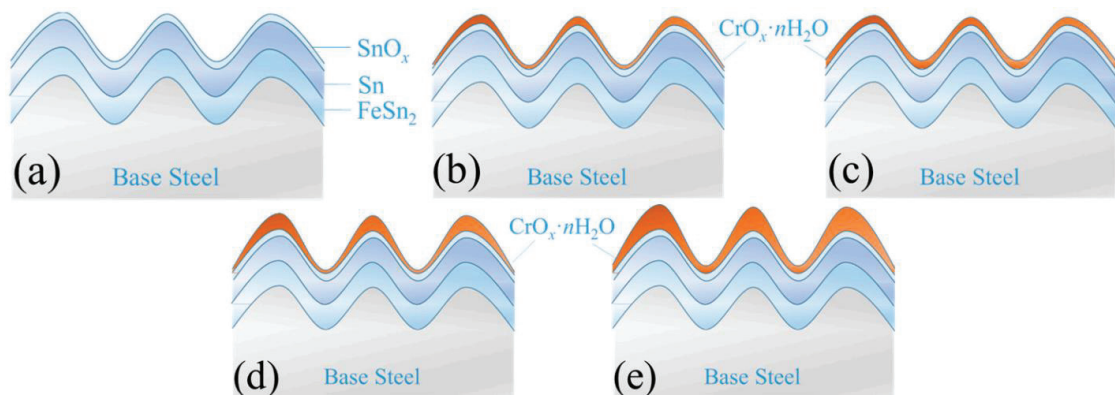 SnOₓ
Sn
FeSn₂
Base Steel
(a)
CrOₓ·nH₂O
Base Steel
(b)
Base Steel
(c)
CrOₓ·nH₂O
Base Steel
(d)
Base Steel
(e)